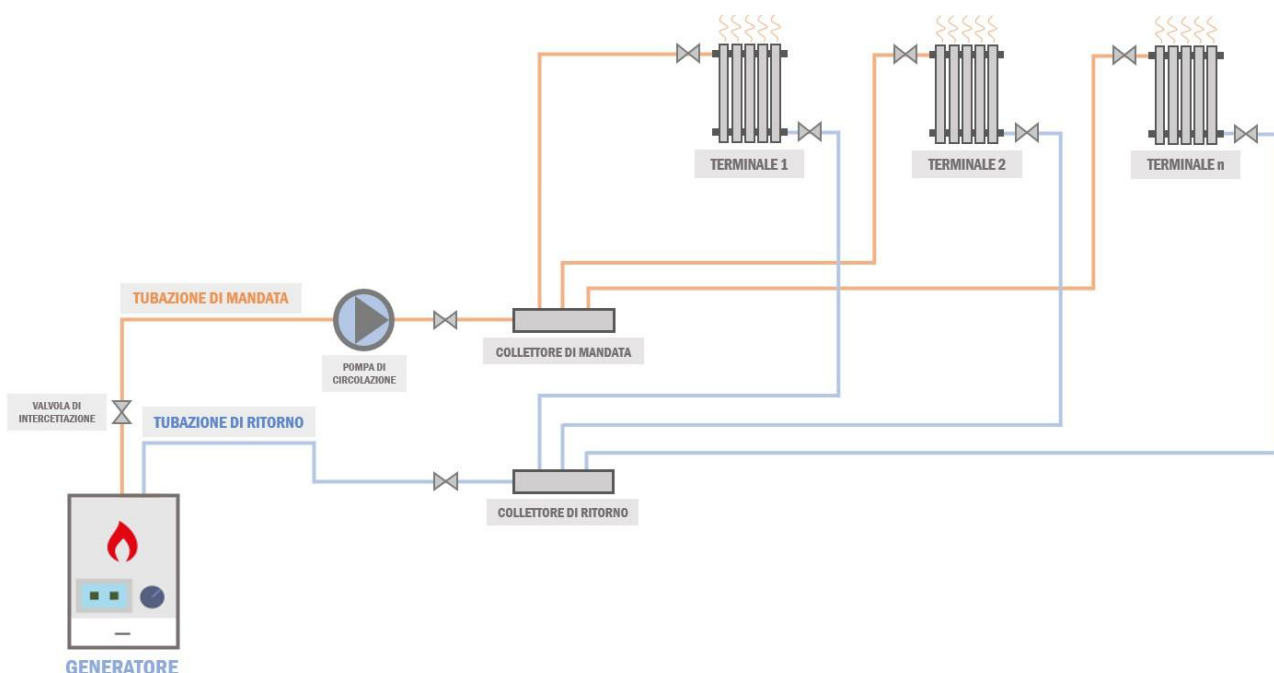 TERMINALE 1
TERMINALE 2
TERMINALE n
TUBAZIONE DI MANDATA
COLLETTORE DI MANDATA
POMPA DI
CIRCOLAZIONE
VALVOLA DI
INTERCETTAZIONE
TUBAZIONE DI RITORNO
COLLETTORE DI RITORNO
GENERATORE